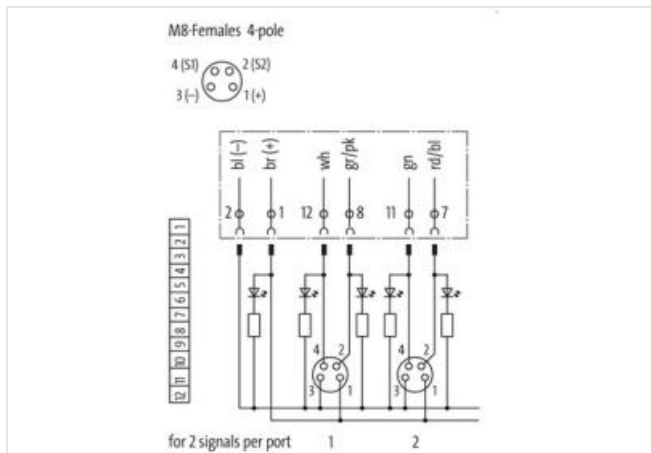 M8-Females 4-pole
4 (S1) 2 (S2)
3 (–) 1 (+)
bl (–) br (+) wh gr/pk gn rd/bl
2 1 12 8 11 7
1 2 3 4 5 6 7 8 9 10 11 12
4 2 4 2
3 1 3 1
for 2 signals per port 1 2